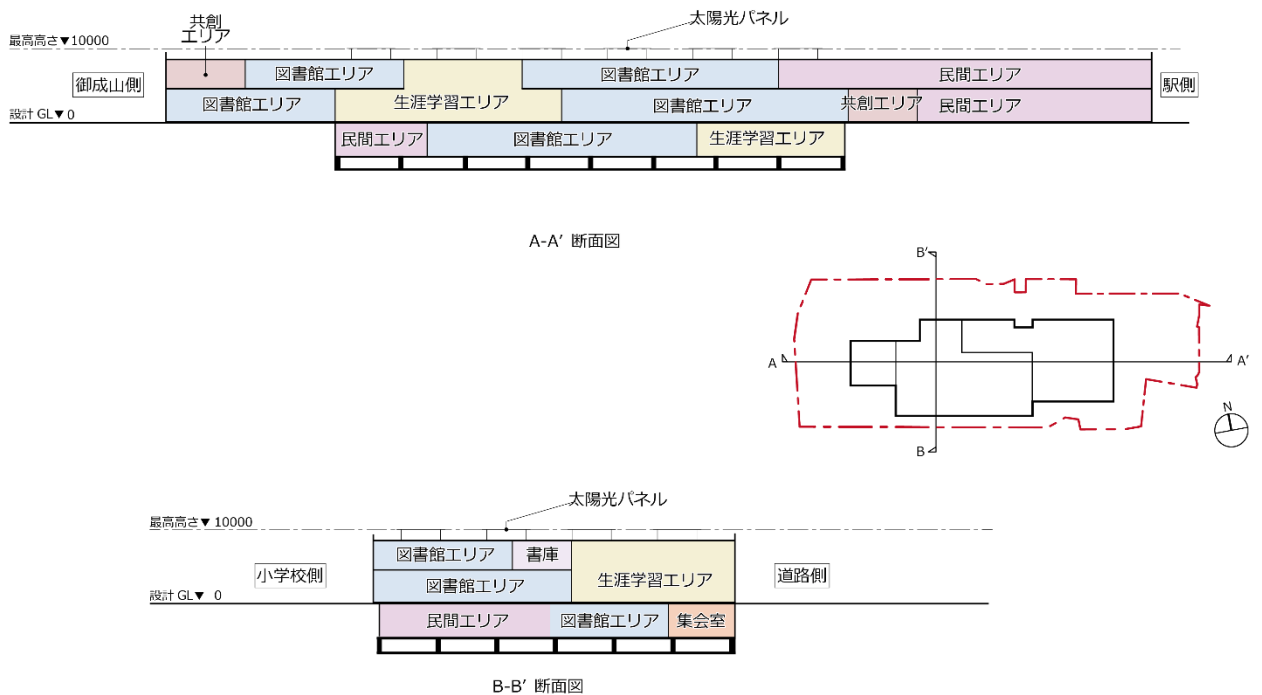 共創
エリア
太陽光パネル
最高高さ▼10000
図書館エリア
図書館エリア
民間エリア
御成山側
駅側
図書館エリア
生涯学習エリア
図書館エリア
共創エリア
民間エリア
設計GL▼0
民間エリア
図書館エリア
生涯学習エリア
A-A' 断面図
B'
A
A'
N
B
太陽光パネル
最高高さ▼10000
図書館エリア
書庫
小学校側
図書館エリア
生涯学習エリア
道路側
設計GL▼ 0
民間エリア
図書館エリア
集会室
B-B' 断面図